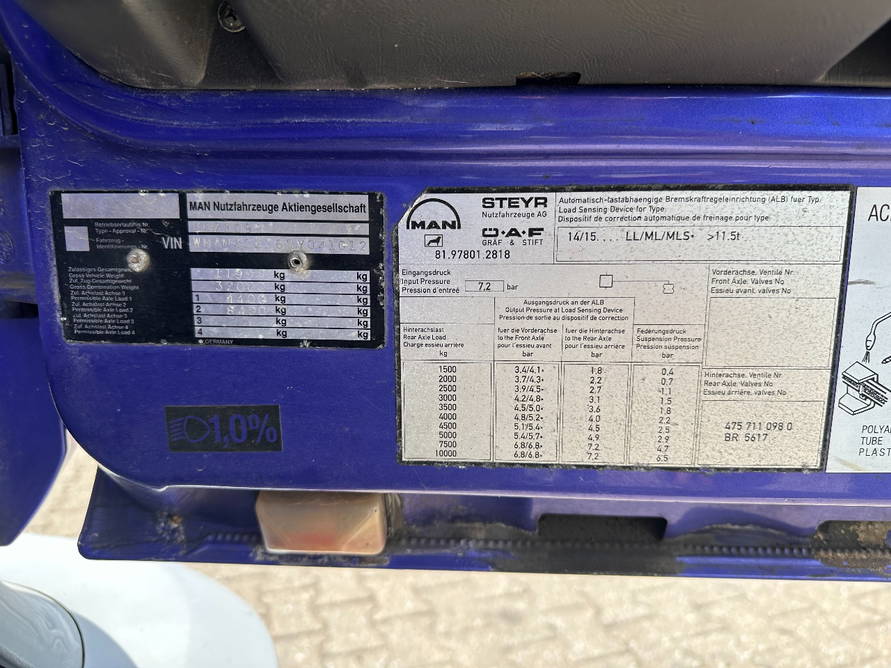 MAN Nutzfahrzeuge Aktiengesellschaft
Betriebserlaubnis Nr.
Type - Approval - Nr.
Fahrzeug -
Identifizierungs - Nr.
VIN
Zulässiges Gesamtgewicht kg
Gross Vehicle Weight
Zul. Zug-Gesamtgewicht kg
Gross Combination Weight
Zul. Achslast Achse 1 1 kg
Permissible Axle Load 1
Zul. Achslast Achse 2 2 kg
Permissible Axle Load 2
Zul. Achslast Achse 3 3 kg
Permissible Axle Load 3
Zul. Achslast Achse 4 4 kg
Permissible Axle Load 4
GERMANY
1,0%
MAN
STEYR
Nutzfahrzeuge AG
ÖAF
GRÄF & STIFT
81.97801.2818
Automatisch-lastabhaengige Bremskraftregeleinrichtung (ALB) fuer Typ:
Load Sensing Device for Type:
Dispositif de correction automatique de freinage pour type
14/15.... LL/ML/MLS• >11.5t
Eingangsdruck
Input Pressure 7,2 bar bar
Pression d'entrée
Ausgangsdruck an der ALB
Output Pressure at Load Sensing Device
Pression de sortie au dispositif de correction
Hinterachslast fuer die Vorderachse fuer die Hinterachse Federungsdruck
Rear Axle Load to the Front Axle to the Rear Axle Suspension Pressure
Charge essieu arrière pour l'essieu avant pour l'essieu arrière Pression suspension
kg bar bar bar
1500 3.4/4.1• 1,8 0,4
2000 3.7/4.3• 2.2 0.7
2500 3.9/4.5• 2.7 1.1
3000 4.2/4.8• 3.1 1.5
3500 4.5/5.0• 3.6 1.8
4000 4.8/5.2• 4.0 2.2
4500 5.1/5.4• 4.5 2.5
5000 5.4/5.7• 4.9 2.9
7500 6.8/6.8• 7.2 4.7
10000 6.8/6.8• 7.2 6.5
Vorderachse. Ventile Nr.
Front Axle. Valves No
Essieu avant. valves No
Hinterachse. Ventile Nr
Rear Axle. Valves No
Essieu arrière. valves No
475 711 098 0
BR 5617
AC
TUBE
PLAST